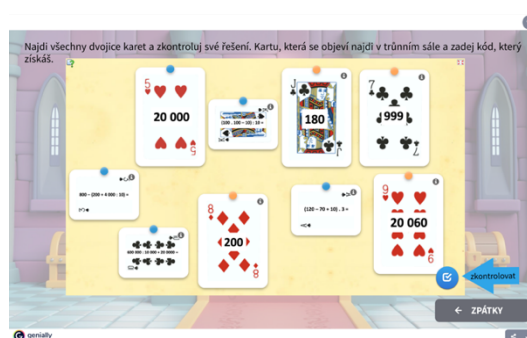 Najdi všechny dvojice karet a zkontroluj své řešení. Kartu, která se objeví najdi v trůnním sále a zadej kód, který
získáš.
5
20 000
5
(100 . 100 – 10) : 10 =
J
180
7
999
7
800 – (200 + 4 000 : 10) =
8
200
8
(120 – 70 + 10) . 3 =
9
20 060
9
zkontrolovat
← ZPÁTKY
genially